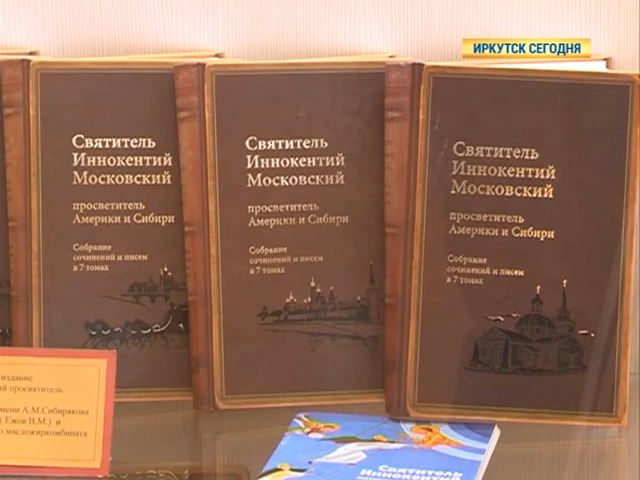 ИРКУТСК СЕГОДНЯ
Святитель
Иннокентий
Московский
просветитель
Америки и Сибири
Собрание
сочинений и писем
в 7 томах
Святитель
Иннокентий
Московский
просветитель
Америки и Сибири
Собрание
сочинений и писем
в 7 томах
Святитель
Иннокентий
Московский
просветитель
Америки и Сибири
Собрание
сочинений и писем
в 7 томах
издание
просвятитель
А.М.Сибирякова
( Ежов В.М.) и
масложиркомбината
Святитель
Иннокентий